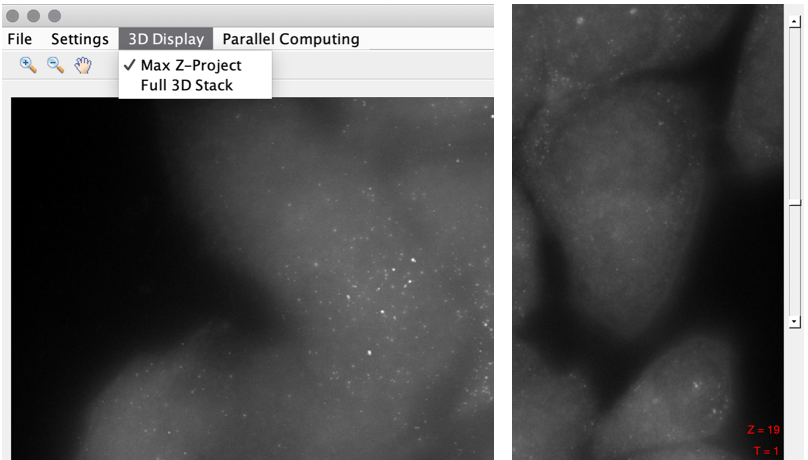 File Settings 3D Display Parallel Computing
✓ Max Z-Project
Full 3D Stack
Z = 19
T = 1